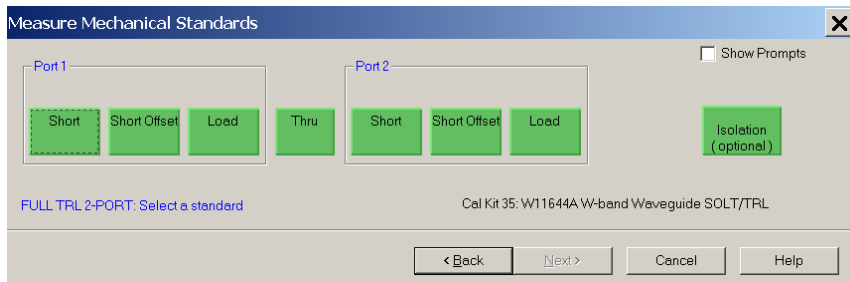 Measure Mechanical Standards
Show Prompts
Port 1
Port 2
Short
Short Offset
Load
Thru
Short
Short Offset
Load
Isolation
( optional )
FULL TRL 2-PORT: Select a standard
Cal Kit 35: W11644A W-band Waveguide SOLT/TRL
< Back
Next >
Cancel
Help